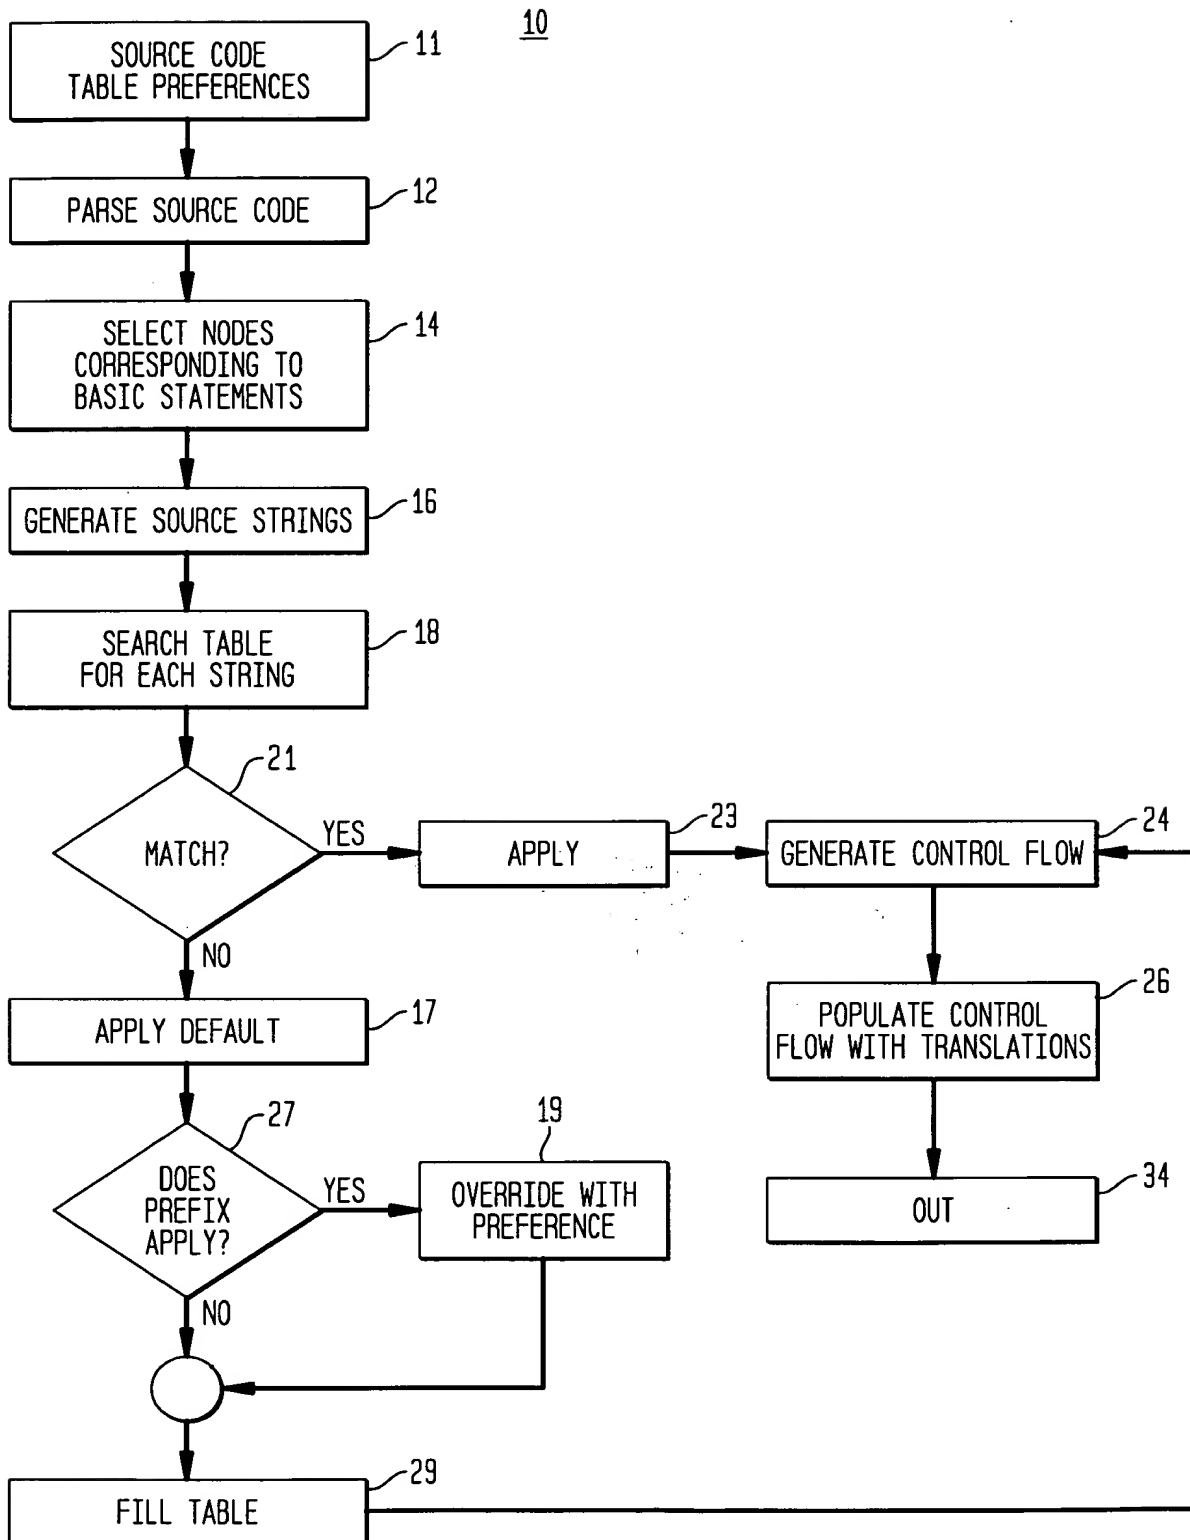 10
SOURCE CODE
TABLE PREFERENCES
11
PARSE SOURCE CODE
12
SELECT NODES
CORRESPONDING TO
BASIC STATEMENTS
14
GENERATE SOURCE STRINGS
16
SEARCH TABLE
FOR EACH STRING
18
MATCH?
21
YES
APPLY
23
GENERATE CONTROL FLOW
24
NO
APPLY DEFAULT
17
POPULATE CONTROL
FLOW WITH TRANSLATIONS
26
DOES
PREFIX
APPLY?
27
YES
OVERRIDE WITH
PREFERENCE
19
OUT
34
NO
FILL TABLE
29